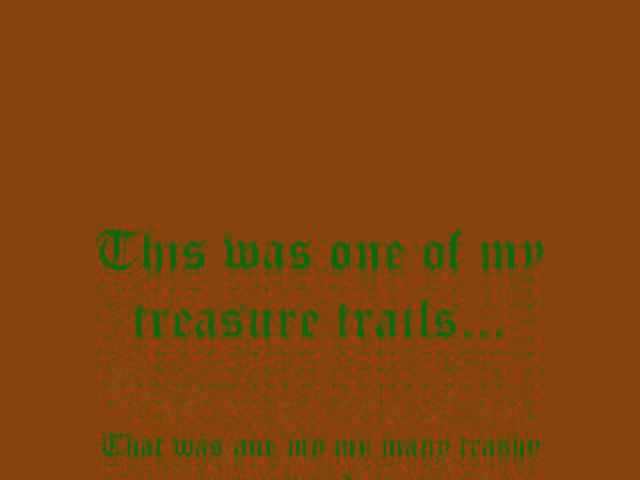 This was one of my
treasure trails...
That was one my my many trashy